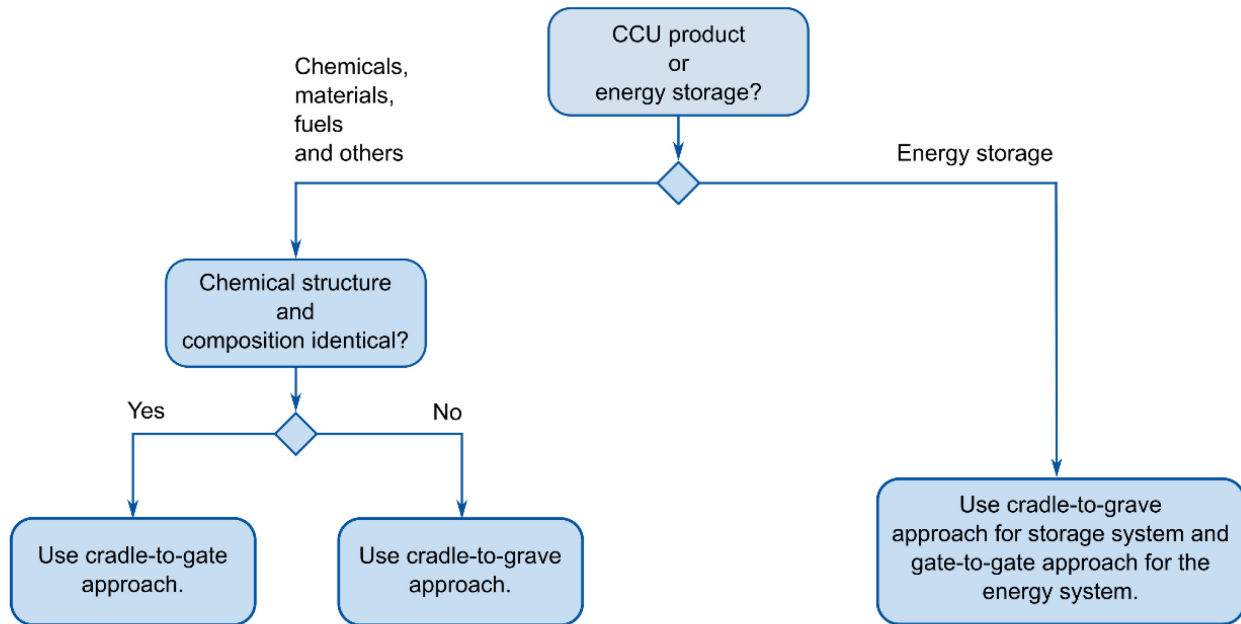 CCU product
or
energy storage?
Chemicals,
materials,
fuels
and others
Energy storage
Chemical structure
and
composition identical?
Yes
No
Use cradle-to-gate
approach.
Use cradle-to-grave
approach.
Use cradle-to-grave
approach for storage system and
gate-to-gate approach for the
energy system.